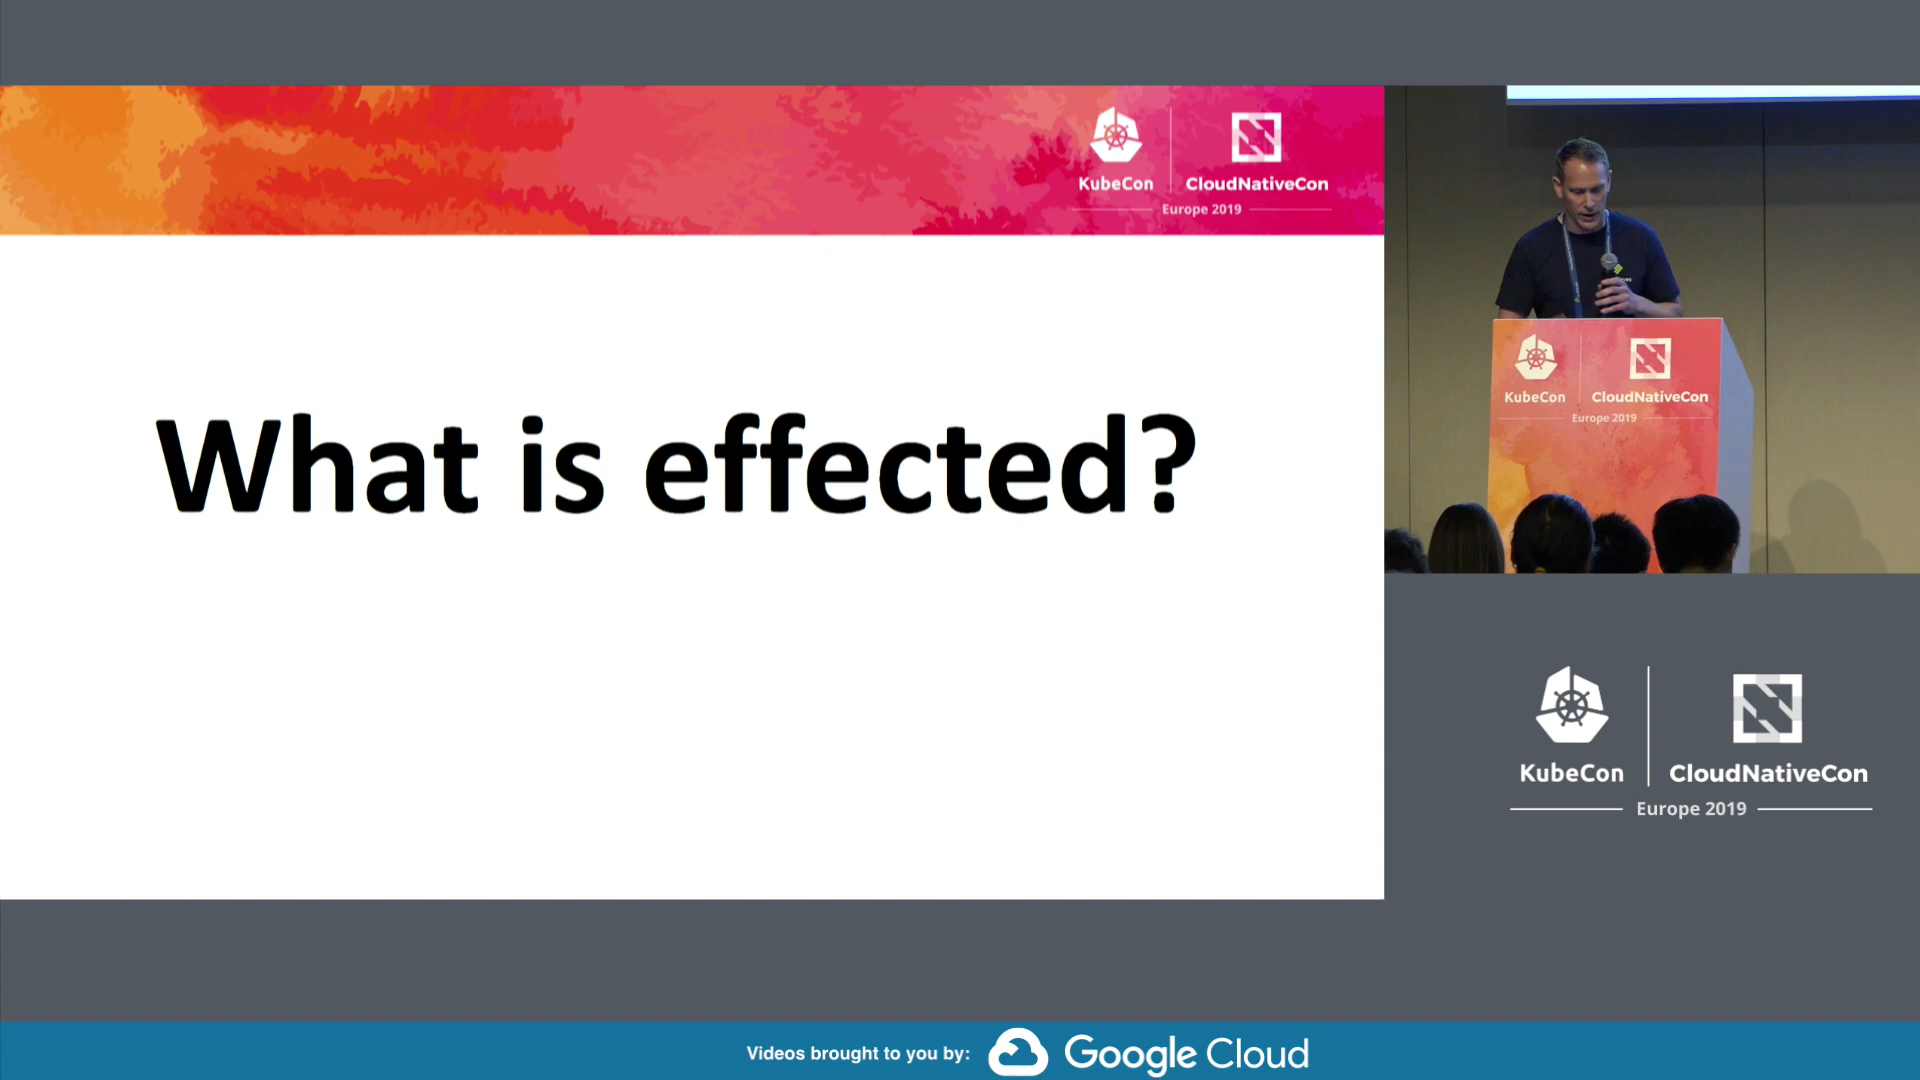 KubeCon
CloudNativeCon
Europe 2019
What is effected?
KubeCon
CloudNativeCon
Europe 2019
KubeCon
CloudNativeCon
Europe 2019
Videos brought to you by:
Google Cloud